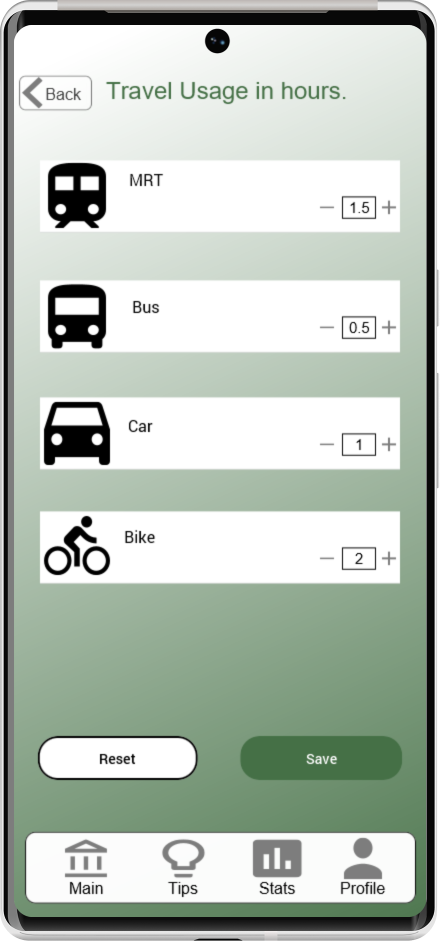 Back
Travel Usage in hours.
MRT
1.5
Bus
0.5
Car
1
Bike
2
Reset
Save
Main
Tips
Stats
Profile